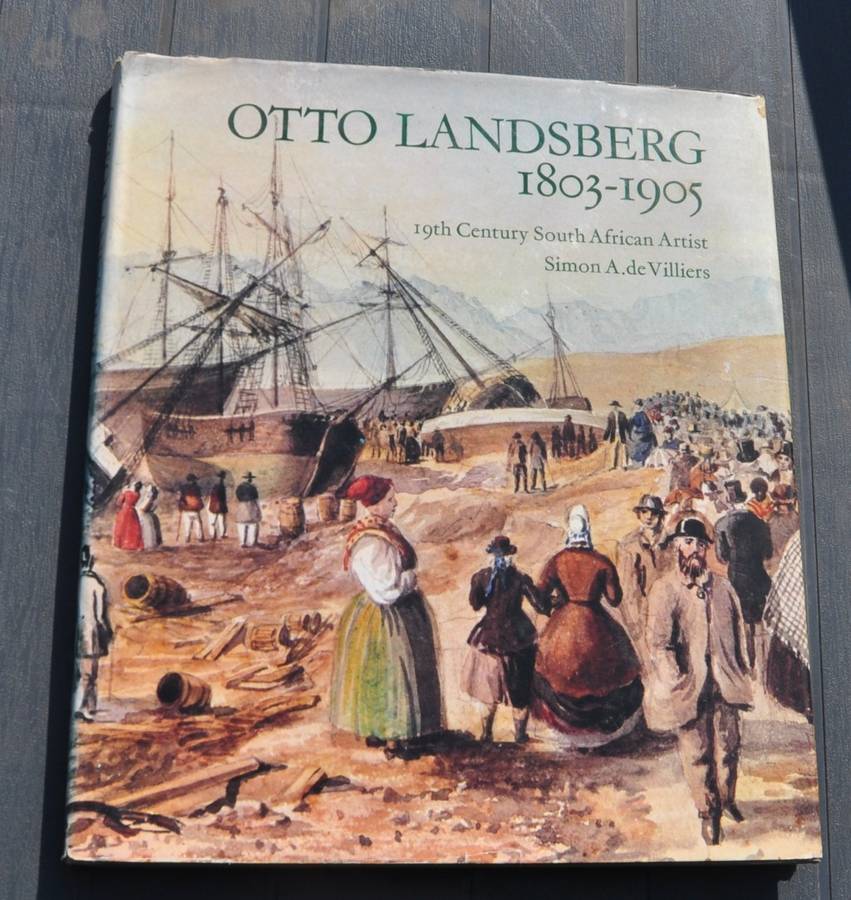 OTTO LANDSBERG
1803-1905
19th Century South African Artist
Simon A. de Villiers